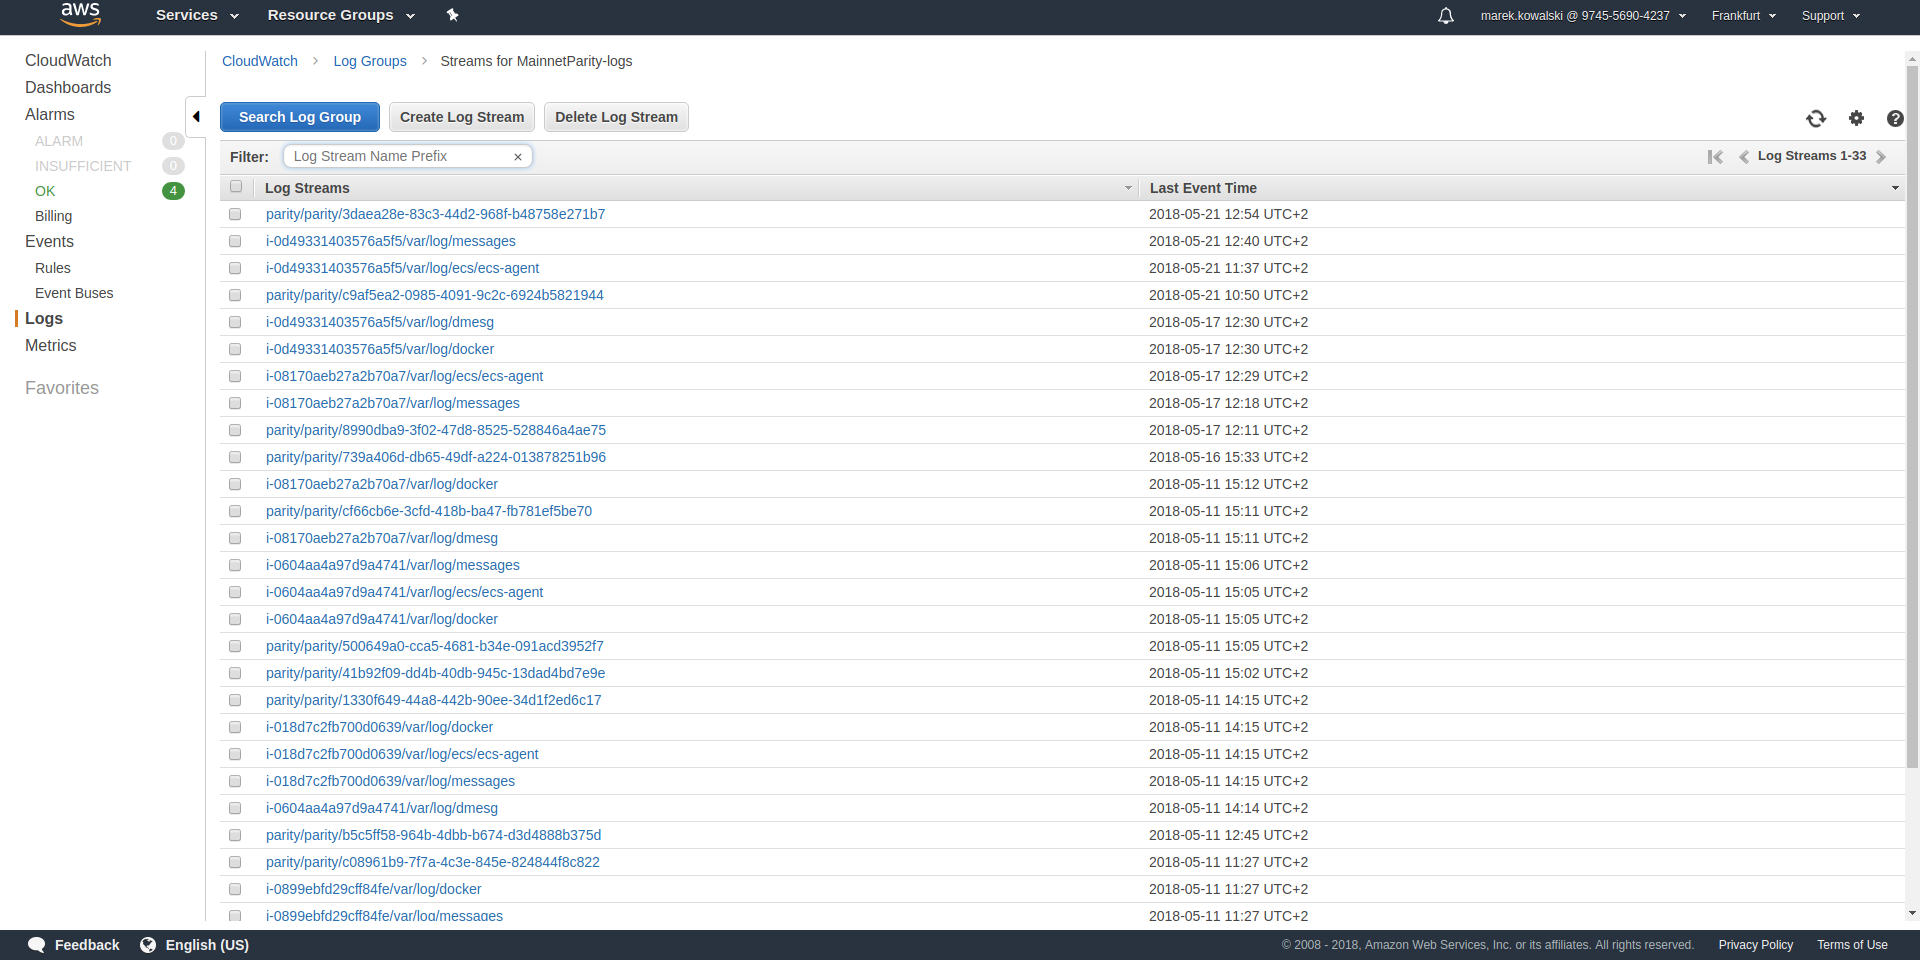 aws Services Resource Groups marek.kowalski @ 9745-5690-4237 Frankfurt Support
CloudWatch
Dashboards
Alarms
ALARM 0
INSUFFICIENT 0
OK 4
Billing
Events
Rules
Event Buses
Logs
Metrics
Favorites
CloudWatch > Log Groups > Streams for MainnetParity-logs
Search Log Group Create Log Stream Delete Log Stream
Filter: Log Stream Name Prefix × Log Streams 1-33
Log Streams Last Event Time
parity/parity/3daea28e-83c3-44d2-968f-b48758e271b7 2018-05-21 12:54 UTC+2
i-0d49331403576a5f5/var/log/messages 2018-05-21 12:40 UTC+2
i-0d49331403576a5f5/var/log/ecs/ecs-agent 2018-05-21 11:37 UTC+2
parity/parity/c9af5ea2-0985-4091-9c2c-6924b5821944 2018-05-21 10:50 UTC+2
i-0d49331403576a5f5/var/log/dmesg 2018-05-17 12:30 UTC+2
i-0d49331403576a5f5/var/log/docker 2018-05-17 12:30 UTC+2
i-08170aeb27a2b70a7/var/log/ecs/ecs-agent 2018-05-17 12:29 UTC+2
i-08170aeb27a2b70a7/var/log/messages 2018-05-17 12:18 UTC+2
parity/parity/8990dba9-3f02-47d8-8525-528846a4ae75 2018-05-17 12:11 UTC+2
parity/parity/739a406d-db65-49df-a224-013878251b96 2018-05-16 15:33 UTC+2
i-08170aeb27a2b70a7/var/log/docker 2018-05-11 15:12 UTC+2
parity/parity/cf66cb6e-3cfd-418b-ba47-fb781ef5be70 2018-05-11 15:11 UTC+2
i-08170aeb27a2b70a7/var/log/dmesg 2018-05-11 15:11 UTC+2
i-0604aa4a97d9a4741/var/log/messages 2018-05-11 15:06 UTC+2
i-0604aa4a97d9a4741/var/log/ecs/ecs-agent 2018-05-11 15:05 UTC+2
i-0604aa4a97d9a4741/var/log/docker 2018-05-11 15:05 UTC+2
parity/parity/500649a0-cca5-4681-b34e-091acd3952f7 2018-05-11 15:05 UTC+2
parity/parity/41b92f09-dd4b-40db-945c-13dad4bd7e9e 2018-05-11 15:02 UTC+2
parity/parity/1330f649-44a8-442b-90ee-34d1f2ed6c17 2018-05-11 14:15 UTC+2
i-018d7c2fb700d0639/var/log/docker 2018-05-11 14:15 UTC+2
i-018d7c2fb700d0639/var/log/ecs/ecs-agent 2018-05-11 14:15 UTC+2
i-018d7c2fb700d0639/var/log/messages 2018-05-11 14:15 UTC+2
i-0604aa4a97d9a4741/var/log/dmesg 2018-05-11 14:14 UTC+2
parity/parity/b5c5ff58-964b-4dbb-b674-d3d4888b375d 2018-05-11 12:45 UTC+2
parity/parity/c08961b9-7f7a-4c3e-845e-824844f8c822 2018-05-11 11:27 UTC+2
i-0899ebfd29cff84fe/var/log/docker 2018-05-11 11:27 UTC+2
i-0899ebfd29cff84fe/var/log/messages 2018-05-11 11:27 UTC+2
Feedback English (US) © 2008 - 2018, Amazon Web Services, Inc. or its affiliates. All rights reserved. Privacy Policy Terms of Use